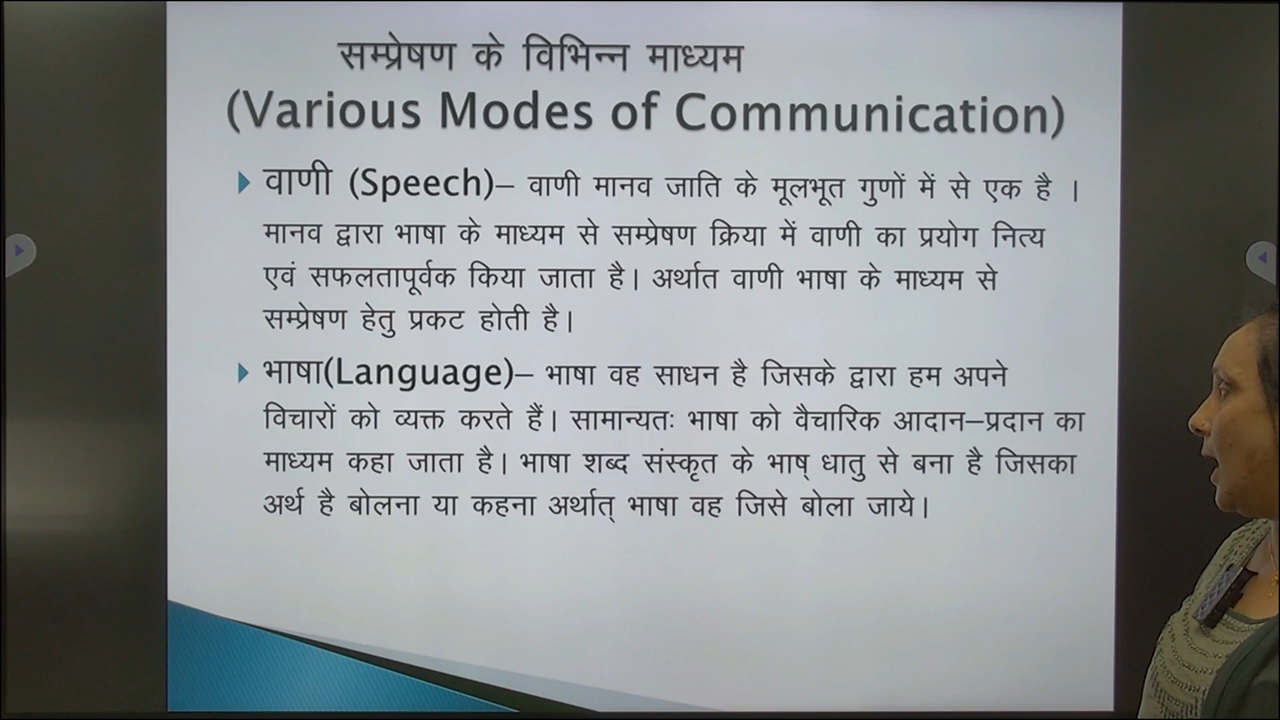 सम्प्रेषण के विभिन्न माध्यम
(Various Modes of Communication)
वाणी (Speech)– वाणी मानव जाति के मूलभूत गुणों में से एक है ।
मानव द्वारा भाषा के माध्यम से सम्प्रेषण क्रिया में वाणी का प्रयोग नित्य
एवं सफलतापूर्वक किया जाता है। अर्थात वाणी भाषा के माध्यम से
सम्प्रेषण हेतु प्रकट होती है।
भाषा(Language)– भाषा वह साधन है जिसके द्वारा हम अपने
विचारों को व्यक्त करते हैं। सामान्यतः भाषा को वैचारिक आदान–प्रदान का
माध्यम कहा जाता है। भाषा शब्द संस्कृत के भाष् धातु से बना है जिसका
अर्थ है बोलना या कहना अर्थात् भाषा वह जिसे बोला जाये।